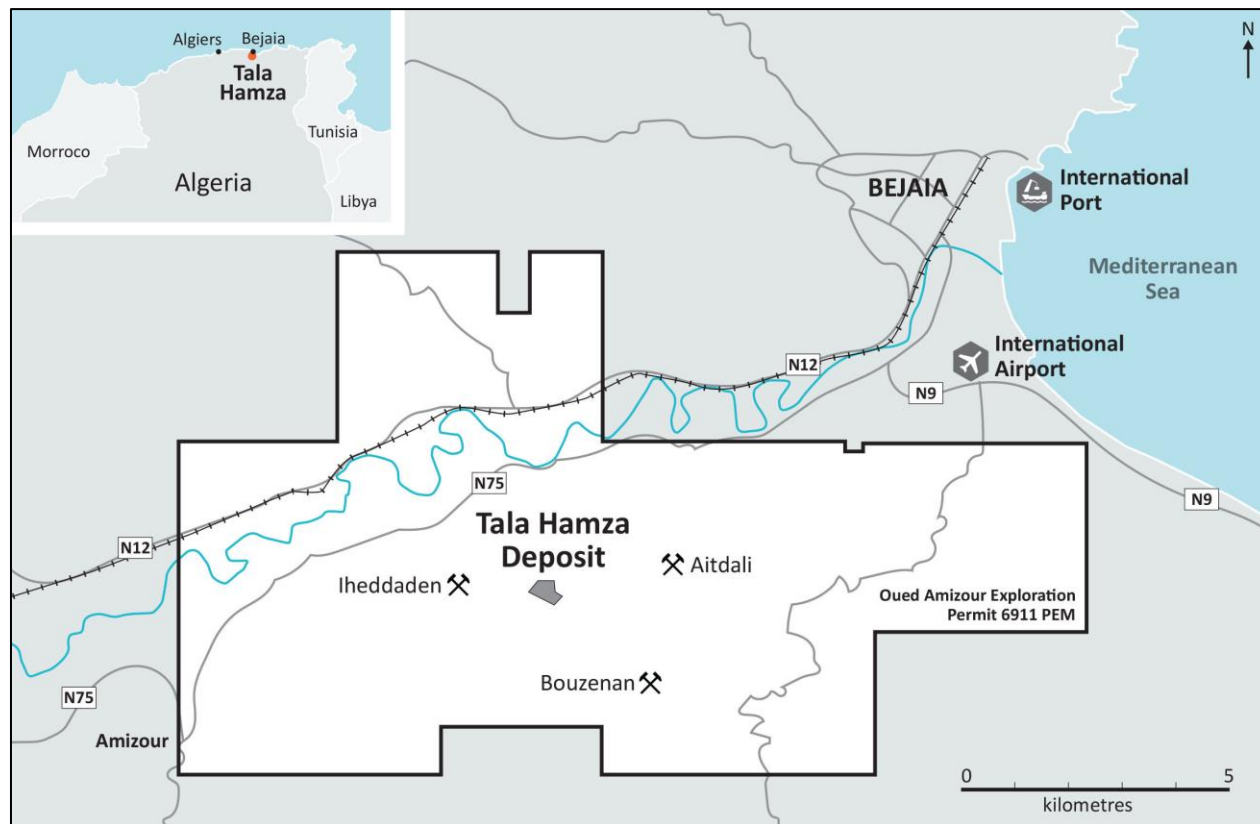 Algiers
Bejaia
Tala
Hamza
Morroco
Tunisia
Algeria
Libya
N
BEJAIA
International
Port
Mediterranean
Sea
International
Airport
N12
N9
N9
N75
Tala Hamza
Deposit
N12
Iheddaden
Aitdali
Oued Amizour Exploration
Permit 6911 PEM
Bouzenan
N75
Amizour
0
5
kilometres